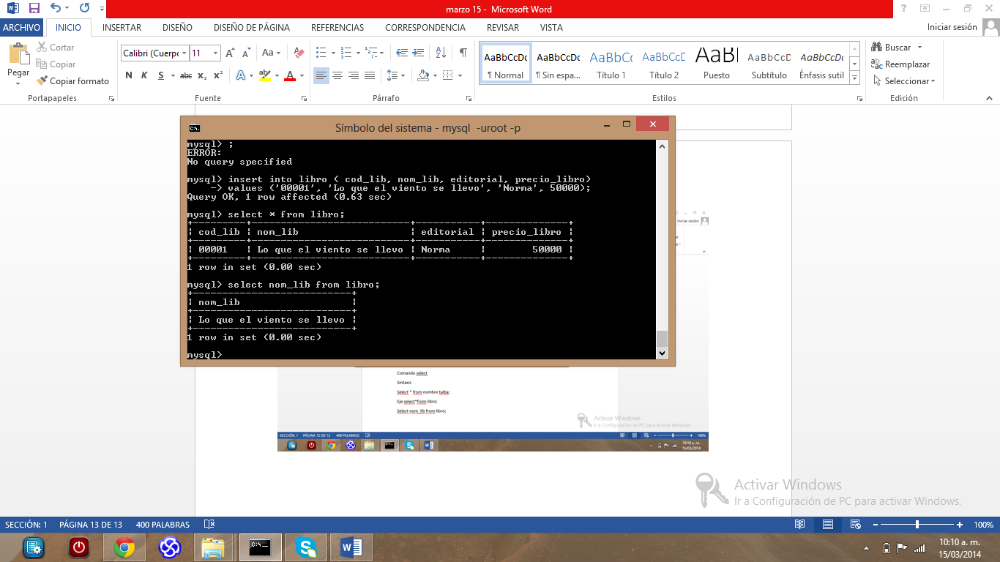 marzo 15 - Microsoft Word
ARCHIVO INICIO INSERTAR DISEÑO DISEÑO DE PÁGINA REFERENCIAS CORRESPONDENCIA REVISAR VISTA Iniciar sesión
Pegar
Cortar
Copiar
Copiar formato
Portapapeles
Calibri (Cuerpo 11
N K S abc x₂ x²
Fuente
Párrafo
AaBbCcDc AaBbCcDc AaBbCc AaBbCcD AaBl AaBbCcD AaBbCcDc
¶ Normal ¶ Sin espa... Título 1 Título 2 Puesto Subtítulo Énfasis sutil
Estilos
Buscar
Reemplazar
Seleccionar
Edición
Símbolo del sistema - mysql -uroot -p
mysql> ;
ERROR:
No query specified
mysql> insert into libro ( cod_lib, nom_lib, editorial, precio_libro)
-> values ('00001', 'Lo que el viento se llevo', 'Norma', 50000);
Query OK, 1 row affected (0.63 sec)
mysql> select * from libro;
+---------+---------------------------+-----------+--------------+
| cod_lib | nom_lib | editorial | precio_libro |
+---------+---------------------------+-----------+--------------+
| 00001 | Lo que el viento se llevo | Norma | 50000 |
+---------+---------------------------+-----------+--------------+
1 row in set (0.00 sec)
mysql> select nom_lib from libro;
+---------------------------+
| nom_lib |
+---------------------------+
| Lo que el viento se llevo |
+---------------------------+
1 row in set (0.00 sec)
mysql>
Iniciar sesión
Comando select
Sintaxis
Select * from nombre talba;
Eje select*from libro;
Select nom_lib from libro;
Activar Windows
Ir a Configuración de PC para activar Windows.
SECCIÓN: 1 PÁGINA 12 DE 12 400 PALABRAS 100%
10:10 a. m.
15/03/2014
Activar Windows
Ir a Configuración de PC para activar Windows.
SECCIÓN: 1 PÁGINA 13 DE 13 400 PALABRAS 100%
10:10 a. m.
15/03/2014